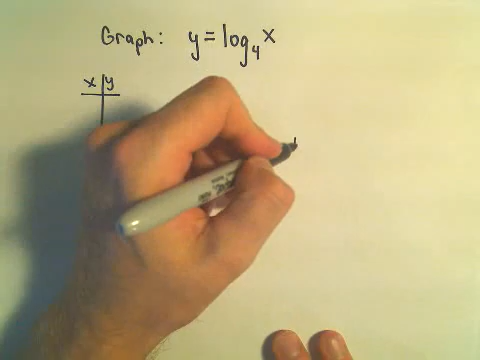 Graph: y = log₄ x
x y